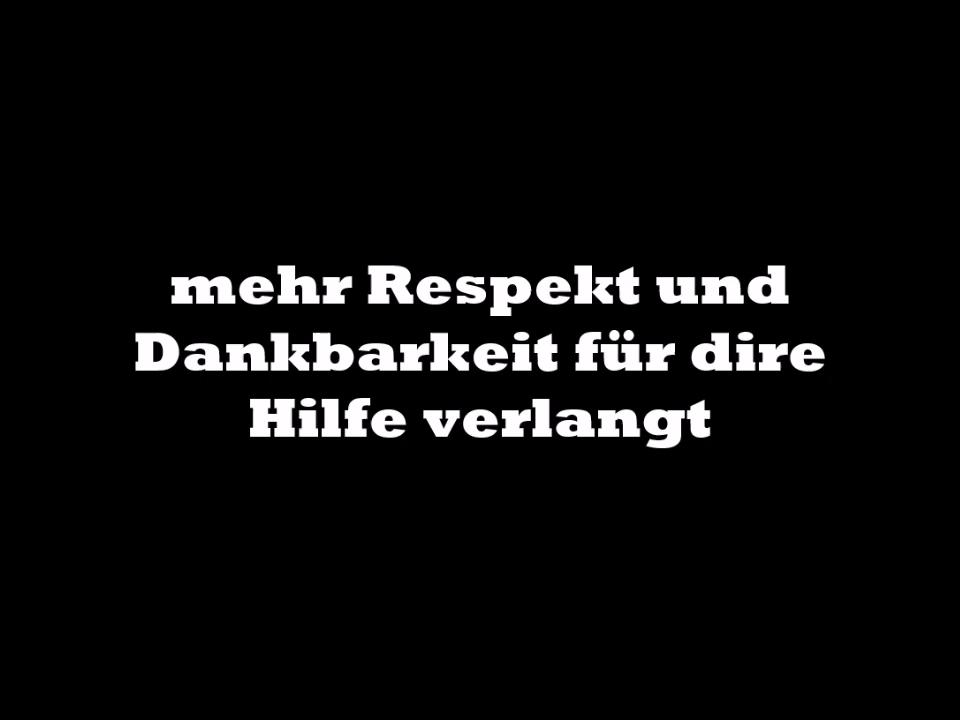 mehr Respekt und
Dankbarkeit für dire
Hilfe verlangt